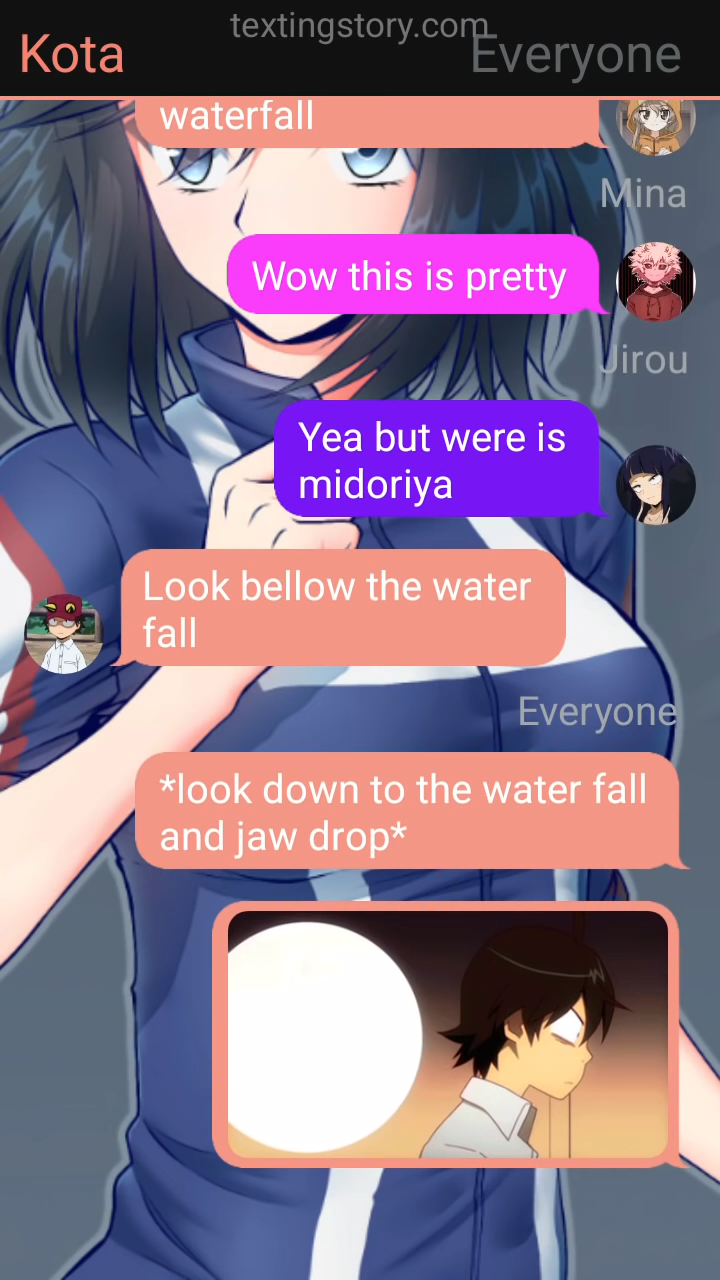 textingstory.com
Kota
Everyone
waterfall
Mina
Wow this is pretty
Jirou
Yea but were is
midoriya
Look bellow the water
fall
Everyone
*look down to the water fall
and jaw drop*